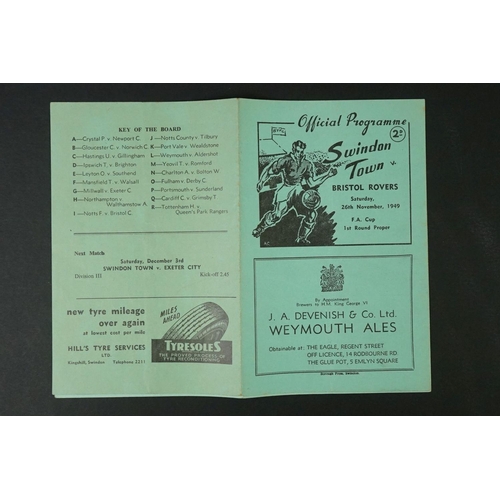 KEY OF THE BOARD
A—Crystal P v Newport C.
B—Gloucester C v. Norwich C.
C—Hastings U v. Gillingham
D—Ipswich T. v. Brighton
E—Leyton O v. Southend
F—Mansfield T v. Walsall
G—Millwall v. Exeter C
H—Northampton v.
Walthamstow A.
I—Notts F v. Bristol C.
J—Notts County v. Tilbury
K—Port Vale v. Wealdstone
L—Weymouth v. Aldershot
M—Yeovil T v. Romford
N—Charlton A v. Sutton W
O—Fulham v. Derby C.
P—Portsmouth v. Sunderland
Q—Cardiff C v. Grimsby T
R—Tottenham H v
Queen's Park Rangers
Next Match
Saturday, December 3rd
SWINDON TOWN v. EXETER CITY
Division III
Kick-off 2.45
new tyre mileage
over again
at lowest cost per mile
HILL'S TYRE SERVICES
LTD.
Kingshill, Swindon
Telephone 2211
MILES
AHEAD
TYRESOLES
THE PROVED PROCESS OF
TYRE RECONDITIONING
Official Programme
2D
Swindon
Town v.
BRISTOL ROVERS
Saturday,
26th November, 1949
F.A. Cup
1st Round Proper
By Appointment
Brewers to H.M. King George VI
J. A. DEVENISH & Co. Ltd.
WEYMOUTH ALES
Obtainable at: THE EAGLE, REGENT STREET
OFF LICENCE, 14 RODBOURNE RD.
THE GLUE POT, 5 EMLYN SQUARE